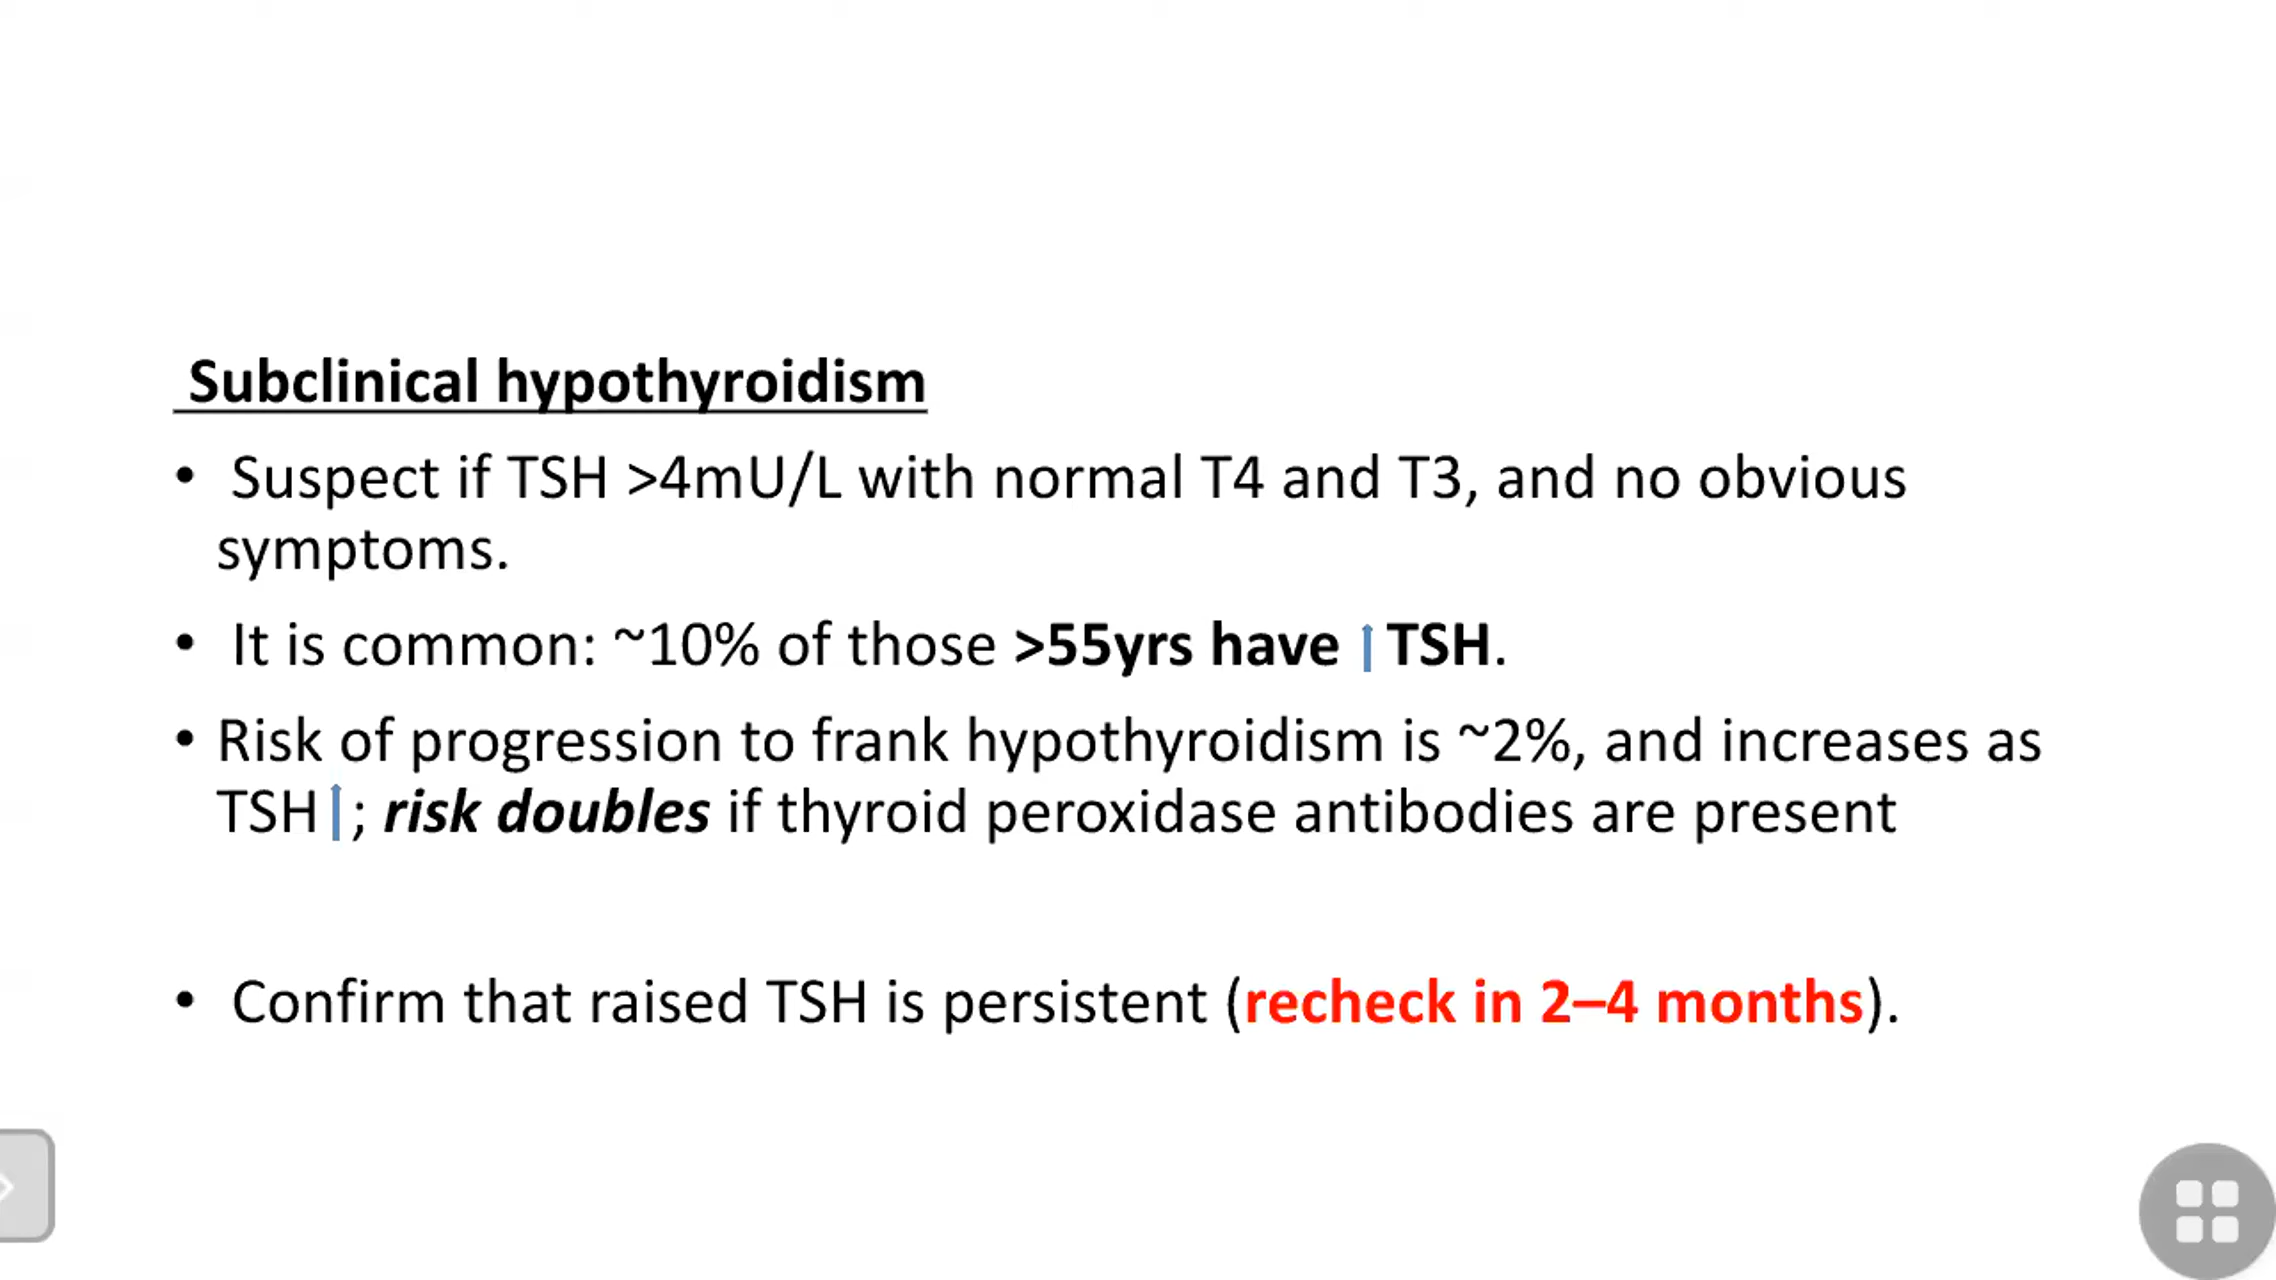 Subclinical hypothyroidism
• Suspect if TSH >4mU/L with normal T4 and T3, and no obvious
symptoms.
• It is common: ~10% of those >55yrs have ↑TSH.
• Risk of progression to frank hypothyroidism is ~2%, and increases as
TSH↑; risk doubles if thyroid peroxidase antibodies are present
• Confirm that raised TSH is persistent (recheck in 2–4 months).